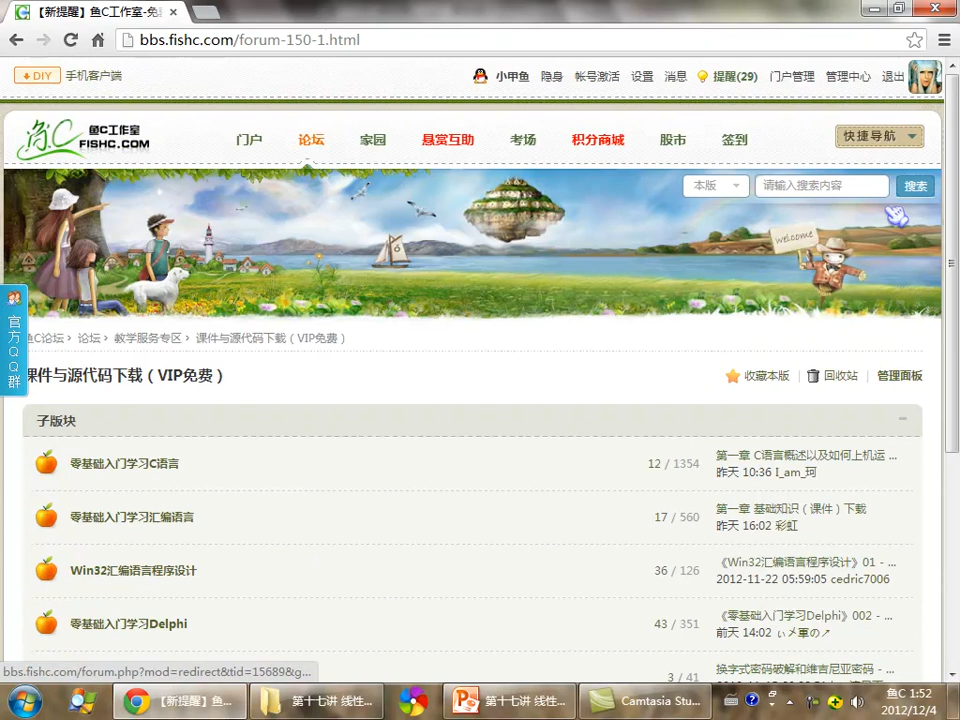 【新提醒】鱼C工作室-免
bbs.fishc.com/forum-150-1.html
DIY 手机客户端 小甲鱼 隐身 帐号激活 设置 消息 提醒(29) 门户管理 管理中心 退出
鱼C工作室
FISHC.COM
门户 论坛 家园 悬赏互助 考场 积分商城 股市 签到 快捷导航
本版 请输入搜索内容 搜索
welcome
官方QQ群
鱼C论坛 › 论坛 › 教学服务专区 › 课件与源代码下载（VIP免费）
课件与源代码下载（VIP免费） 收藏本版 回收站 管理面板
子版块
零基础入门学习C语言 12 / 1354 第一章 C语言概述以及如何上机运 ...
昨天 10:36 I_am_珂
零基础入门学习汇编语言 17 / 560 第一章 基础知识（课件）下载
昨天 16:02 彩虹
Win32汇编语言程序设计 36 / 126 《Win32汇编语言程序设计》01 - ...
2012-11-22 05:59:05 cedric7006
零基础入门学习Delphi 43 / 351 《零基础入门学习Delphi》002 - ...
前天 14:02 ぃメ軍の↗
3 / 41 换字式密码破解和维吉尼亚密码 - ...
bbs.fishc.com/forum.php?mod=redirect&tid=15689&g...
【新提醒】鱼... 第十七讲 线性... 第十七讲 线性... Camtasia Stu...
鱼C 1:52
2012/12/4